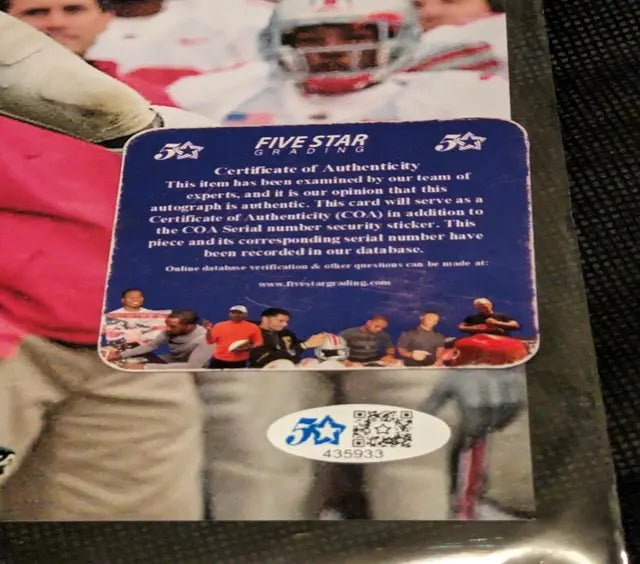 5 FIVE STAR 5
GRADING
Certificate of Authenticity
This item has been examined by our team of
experts, and it is our opinion that this
autograph is authentic. This card will serve as a
Certificate of Authenticity (COA) in addition to
the COA Serial number security sticker. This
piece and its corresponding serial number have
been recorded in our database.
Online database verification & other questions can be made at:
www.fivestargrading.com
5
435933